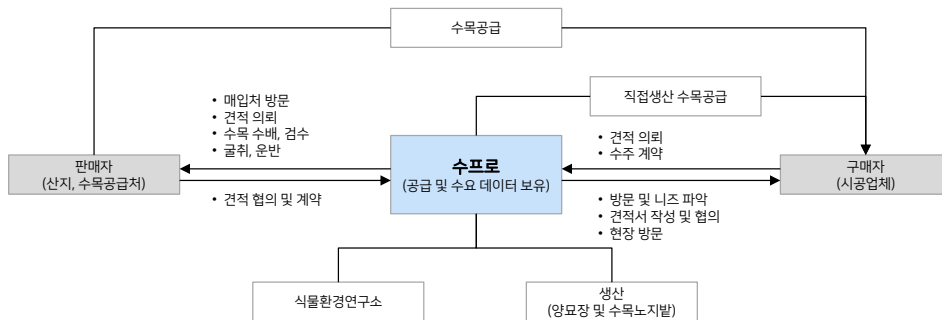 수목공급
직접생산 수목공급
• 매입처 방문
• 견적 의뢰
• 수목 수배, 검수
• 굴취, 운반
판매자
(산지, 수목공급처)
• 견적 협의 및 계약
수프로
(공급 및 수요 데이터 보유)
• 견적 의뢰
• 수주 계약
구매자
(시공업체)
• 방문 및 니즈 파악
• 견적서 작성 및 협의
• 현장 방문
식물환경연구소
생산
(양묘장 및 수목노지밭)